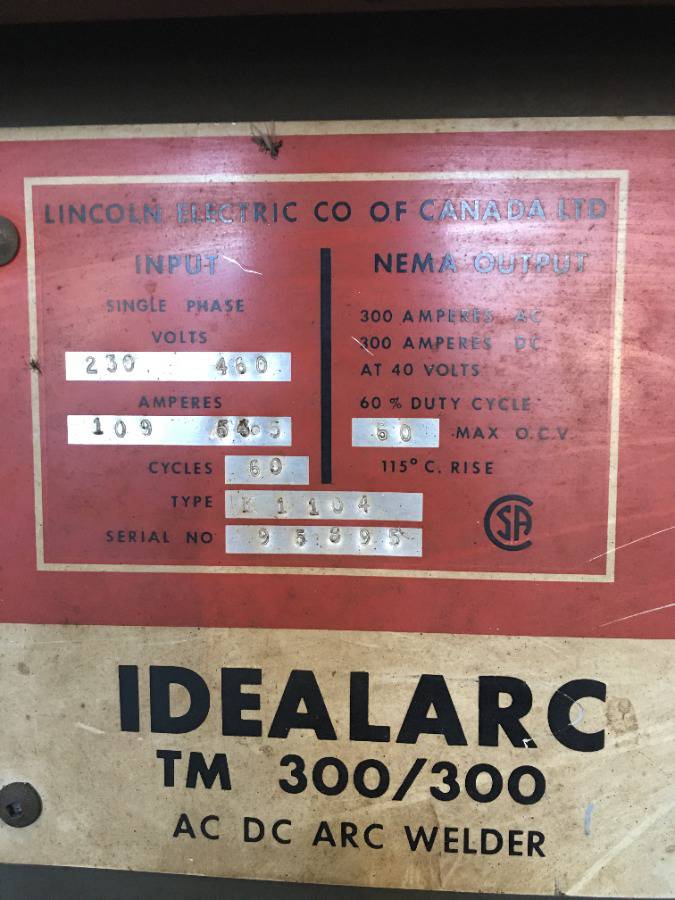 LINCOLN ELECTRIC CO OF CANADA LTD
INPUT
SINGLE PHASE
VOLTS
230 460
AMPERES
109
CYCLES 60
TYPE K1104
SERIAL NO 95895
NEMA OUTPUT
300 AMPERES AC
300 AMPERES DC
AT 40 VOLTS
60 % DUTY CYCLE
MAX O.C.V.
115° C. RISE
CSA
IDEALARC
TM 300/300
AC DC ARC WELDER